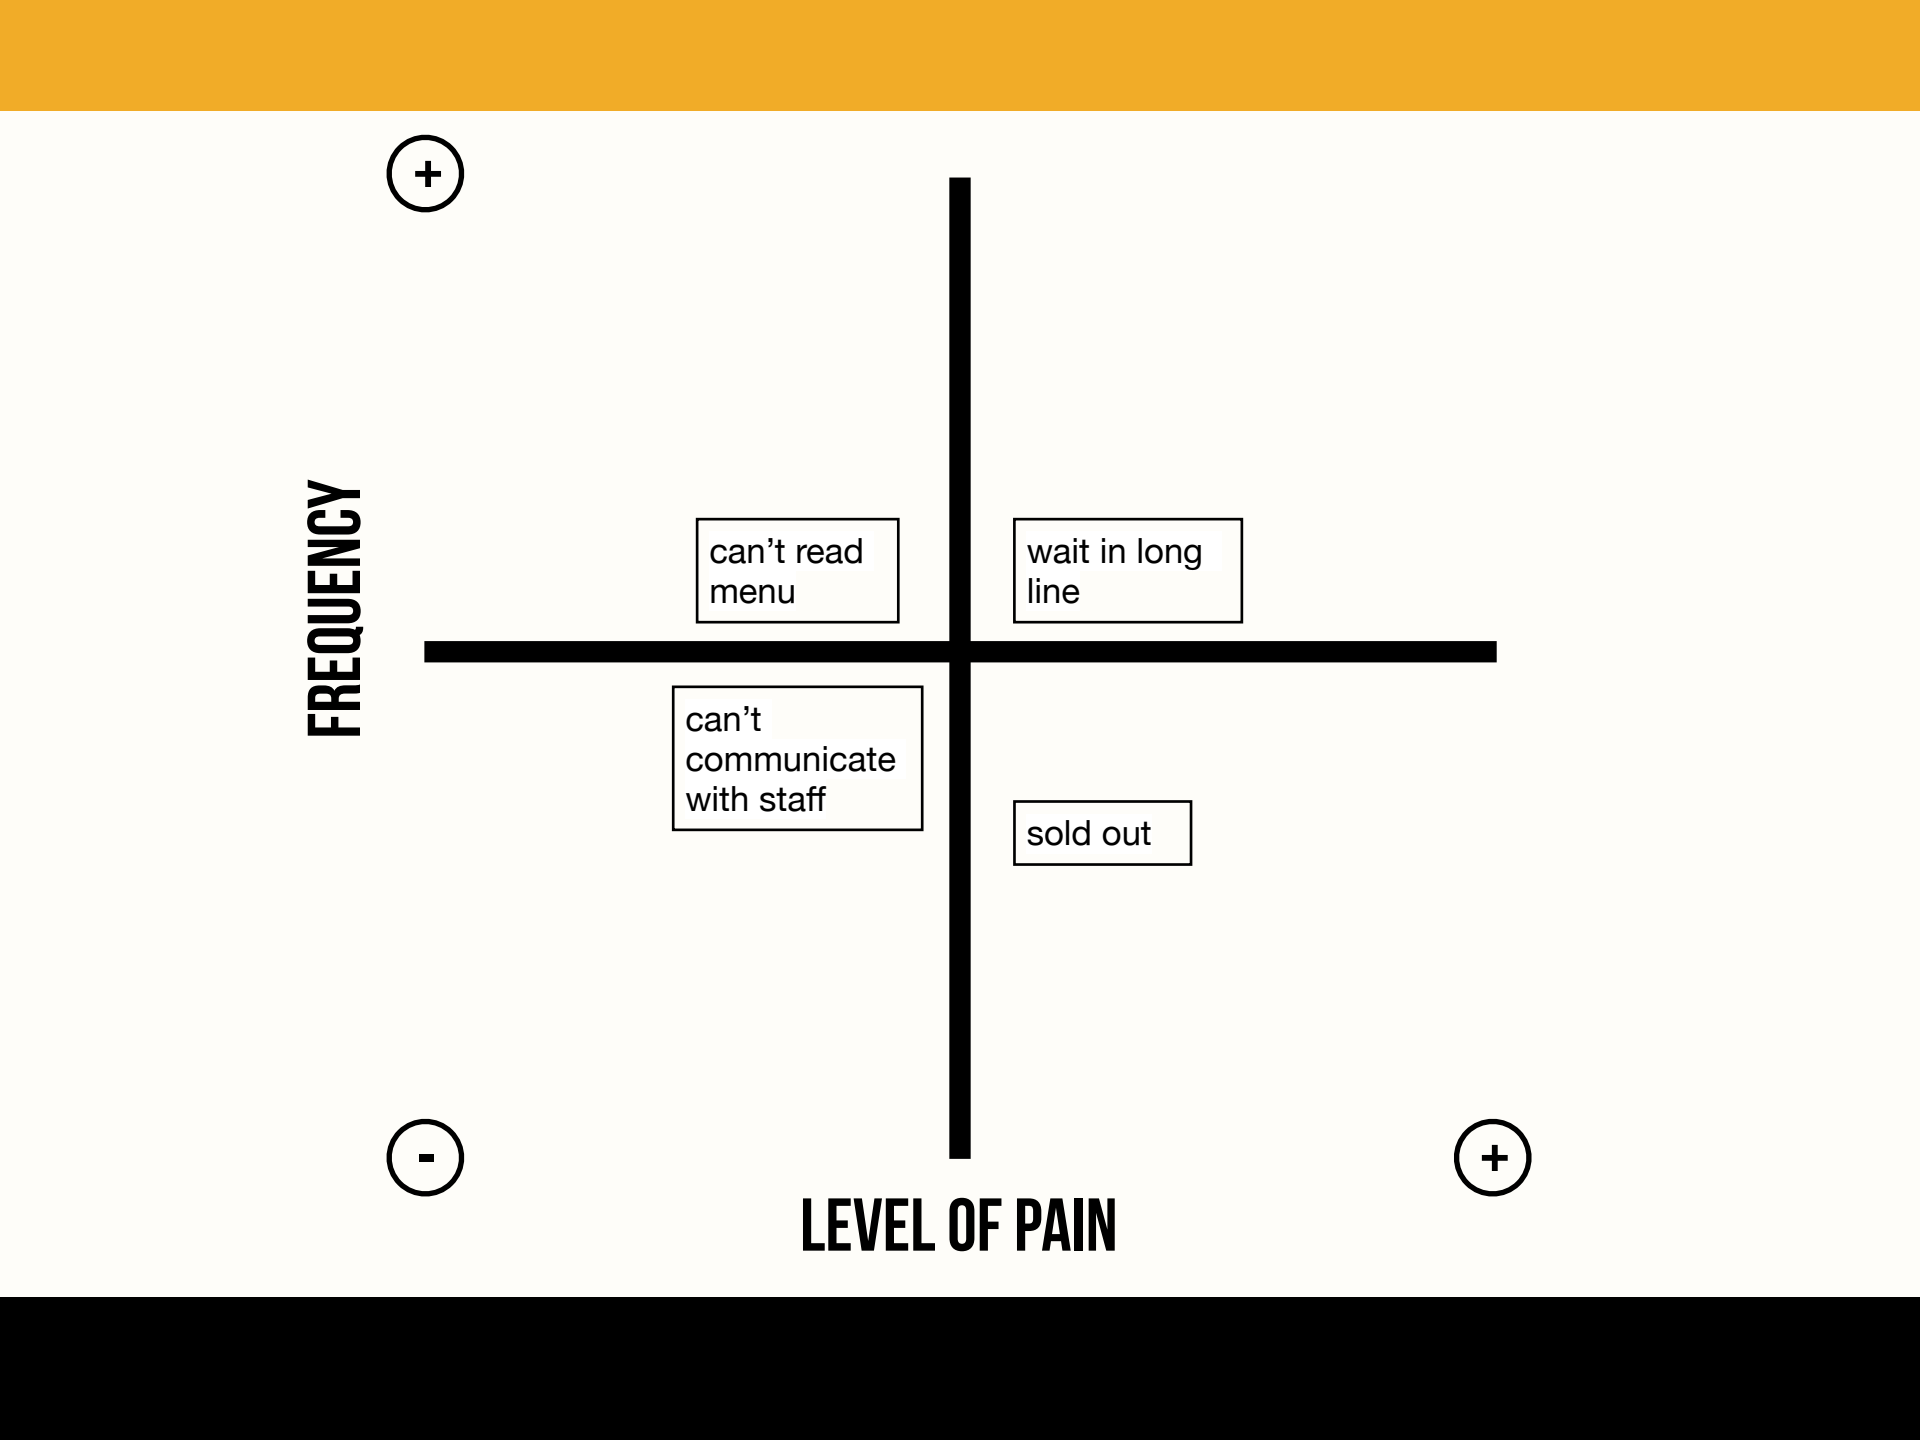 +
can’t read
menu
wait in long
line
FREQUENCY
can’t
communicate
with staff
sold out
-
+
LEVEL OF PAIN